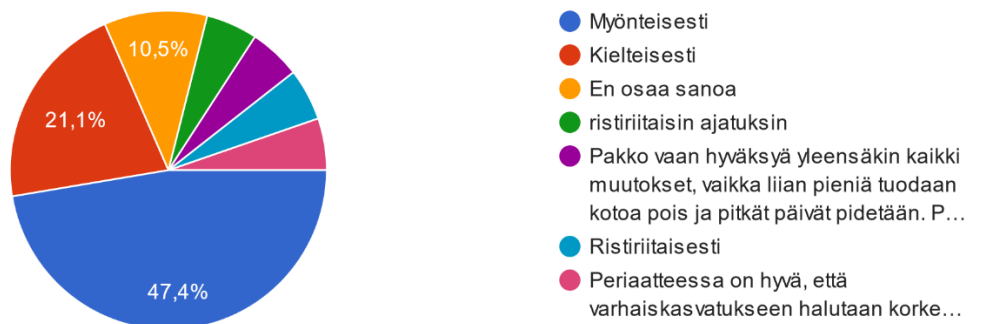 10,5%
21,1%
47,4%
Myönteisesti
Kielteisesti
En osaa sanoa
ristiriitaisin ajatuksin
Pakko vaan hyväksyä yleensäkin kaikki
muutokset, vaikka liian pieniä tuodaan
kotoa pois ja pitkät päivät pidetään. P…
Ristiriitaisesti
Periaatteessa on hyvä, että
varhaiskasvatukseen halutaan korke…